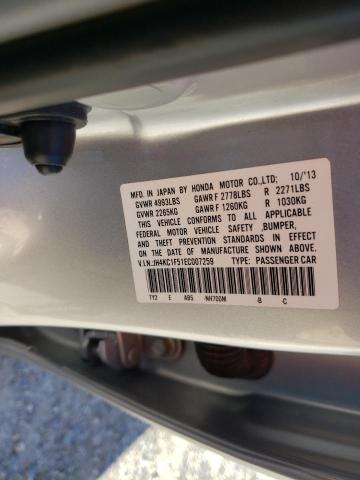 MFD. IN JAPAN BY HONDA MOTOR CO.,LTD; 10/'13
GVWR 4993LBS GAWR F 2778LBS R 2271LBS
GVWR 2265KG GAWR F 1260KG R 1030KG
THIS VEHICLE CONFORMS TO ALL APPLICABLE
FEDERAL MOTOR VEHICLE SAFETY ,BUMPER,
AND THEFT PREVENTION STANDARDS IN EFFECT
ON THE DATE OF MANUFACTURE SHOWN ABOVE.
V.I.N.:JH4KC1F51EC007259 TYPE: PASSENGER CAR
TY2 E AB5 -NH700M -B -C